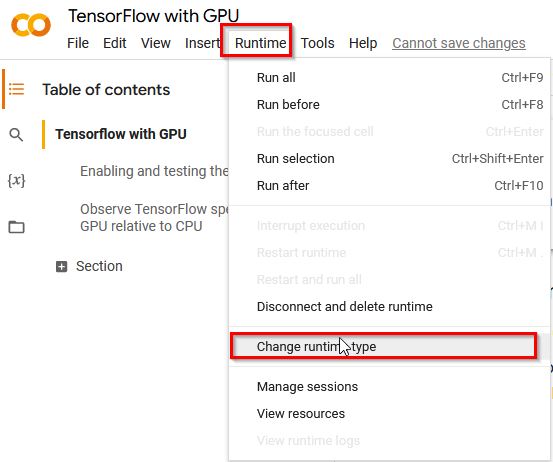 TensorFlow with GPU
File Edit View Insert Runtime Tools Help Cannot save changes
Table of contents
Tensorflow with GPU
Enabling and testing the
Observe TensorFlow spe
GPU relative to CPU
Section
{x}
Run all Ctrl+F9
Run before Ctrl+F8
Run the focused cell Ctrl+Enter
Run selection Ctrl+Shift+Enter
Run after Ctrl+F10
Interrupt execution Ctrl+M I
Restart runtime Ctrl+M .
Restart and run all
Disconnect and delete runtime
Change runtime type
Manage sessions
View resources
View runtime logs